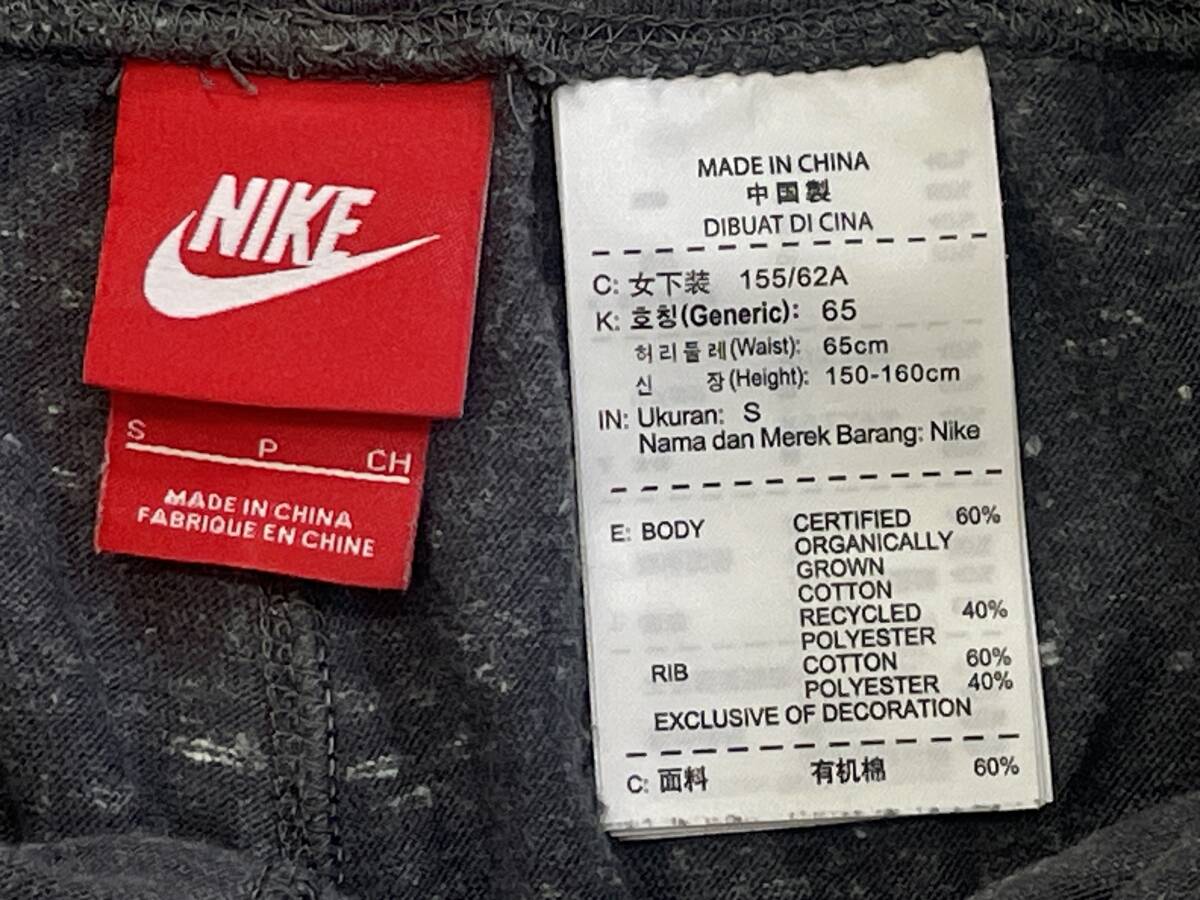 NIKE
S P CH
MADE IN CHINA
FABRIQUE EN CHINE
MADE IN CHINA
中国製
DIBUAT DI CINA
C: 女下装 155/62A
K: 호칭(Generic): 65
허리둘레(Waist): 65cm
신 장(Height): 150-160cm
IN: Ukuran: S
Nama dan Merek Barang: Nike
E: BODY CERTIFIED 60%
ORGANICALLY
GROWN
COTTON
RECYCLED 40%
POLYESTER
RIB COTTON 60%
POLYESTER 40%
EXCLUSIVE OF DECORATION
C: 面料 有机棉 60%